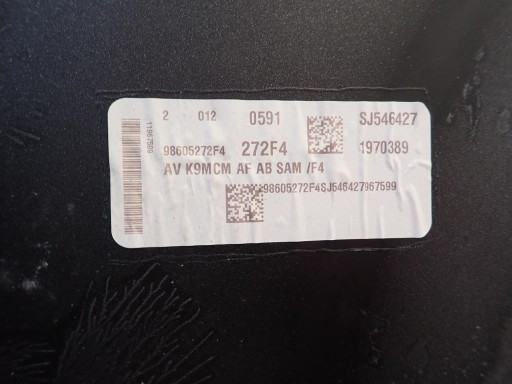 2 012 0591 SJ546427
98605272F4 272F4 1970389
AV K9MCM AF AB SAM /F4
98605272F4SJ546427967599